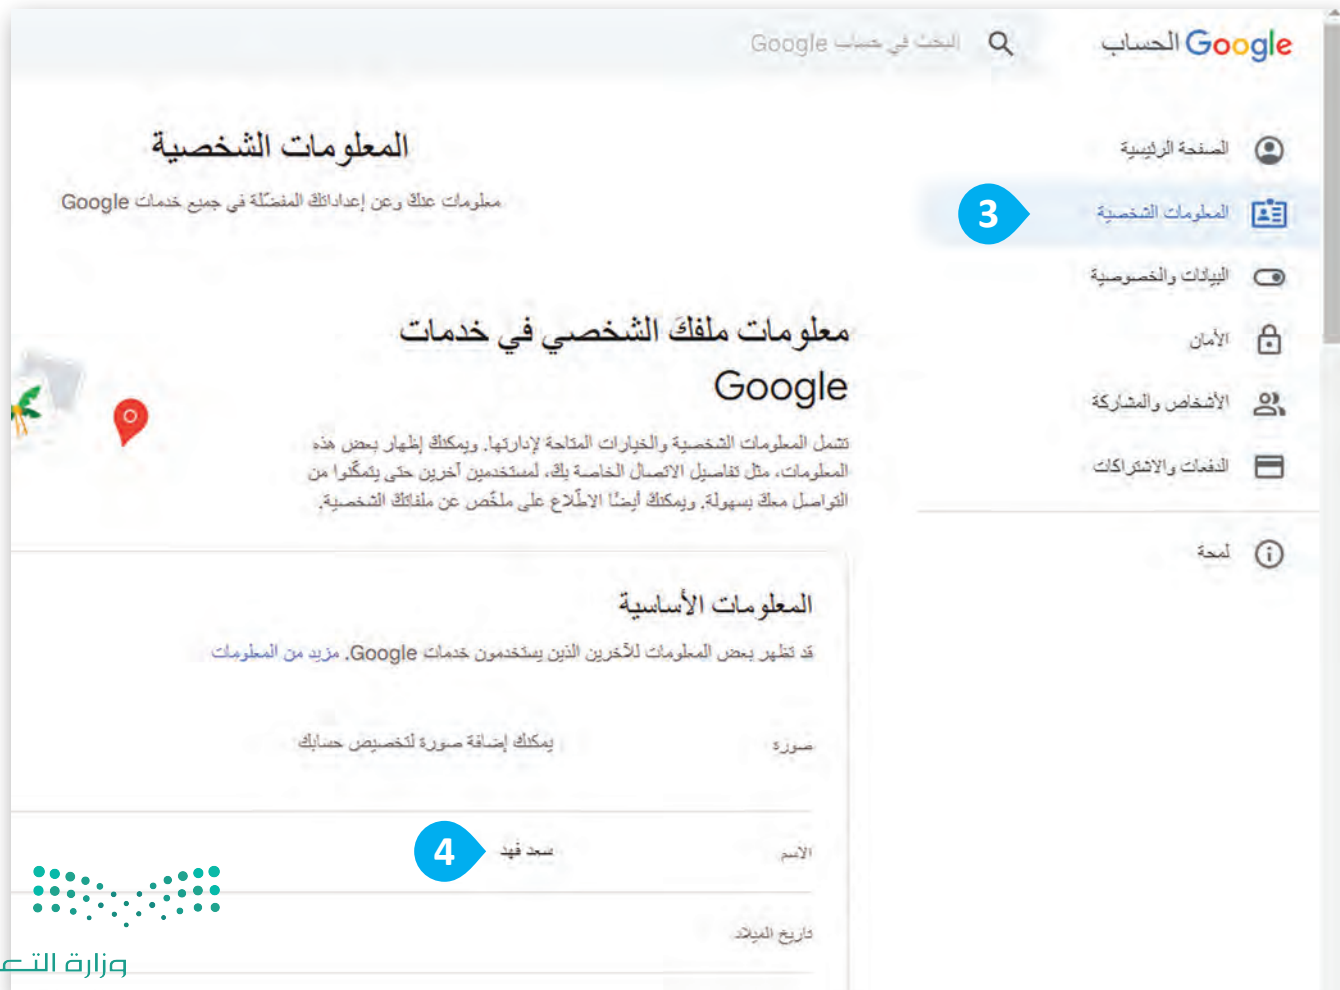 Google الحساب
البحث في حساب Google
الصفحة الرئيسية
3
المعلومات الشخصية
البيانات والخصوصية
الأمان
الأشخاص والمشاركة
الدفعات والاشتراكات
لمحة
المعلومات الشخصية
معلومات عنك وعن إعداداتك المفضّلة في جميع خدمات Google
معلومات ملفكَ الشخصي في خدمات
Google
تشمل المعلومات الشخصية والخيارات المتاحة لإدارتها. ويمكنك إظهار بعض هذه
المعلومات، مثل تفاصيل الاتصال الخاصة بك، لمستخدمين آخرين حتى يتمكّنوا من
التواصل معك بسهولة. ويمكنك أيضًا الاطّلاع على ملخّص عن ملفاتك الشخصية.
المعلومات الأساسية
قد تظهر بعض المعلومات للآخرين الذين يستخدمون خدمات Google. مزيد من المعلومات
صورة
يمكنك إضافة صورة لتخصيص حسابك
الاسم
سعد فهد
4
تاريخ الميلاد
وزارة